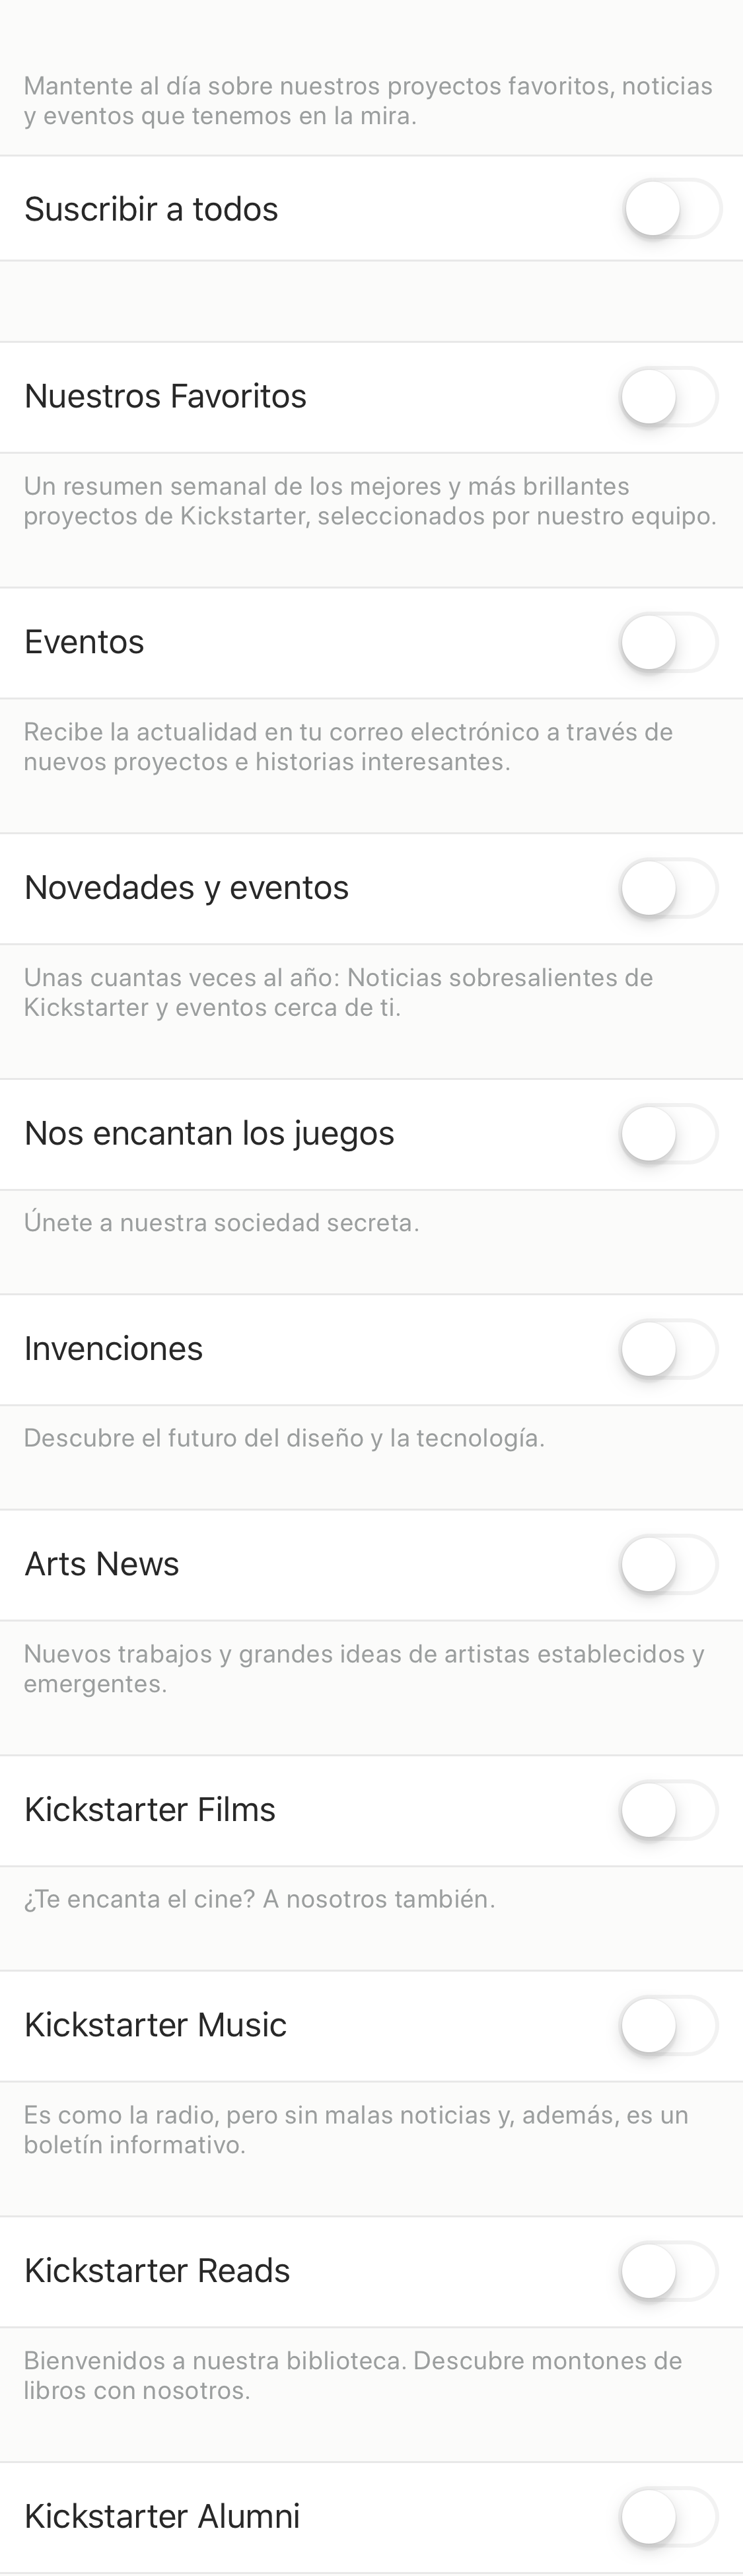 Mantente al día sobre nuestros proyectos favoritos, noticias
y eventos que tenemos en la mira.
Suscribir a todos
Nuestros Favoritos
Un resumen semanal de los mejores y más brillantes
proyectos de Kickstarter, seleccionados por nuestro equipo.
Eventos
Recibe la actualidad en tu correo electrónico a través de
nuevos proyectos e historias interesantes.
Novedades y eventos
Unas cuantas veces al año: Noticias sobresalientes de
Kickstarter y eventos cerca de ti.
Nos encantan los juegos
Únete a nuestra sociedad secreta.
Invenciones
Descubre el futuro del diseño y la tecnología.
Arts News
Nuevos trabajos y grandes ideas de artistas establecidos y
emergentes.
Kickstarter Films
¿Te encanta el cine? A nosotros también.
Kickstarter Music
Es como la radio, pero sin malas noticias y, además, es un
boletín informativo.
Kickstarter Reads
Bienvenidos a nuestra biblioteca. Descubre montones de
libros con nosotros.
Kickstarter Alumni